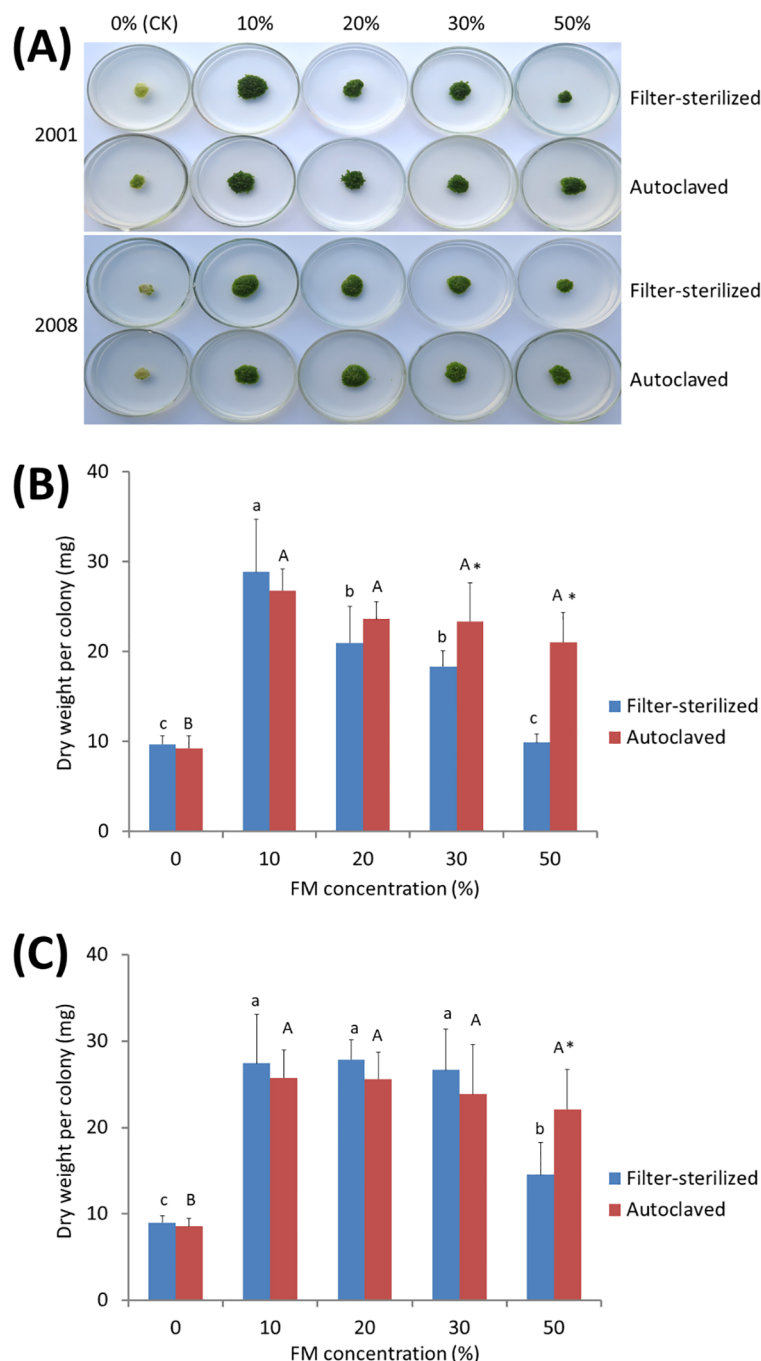 (A)
0% (CK) 10% 20% 30% 50%
2001
Filter-sterilized
Autoclaved
2008
Filter-sterilized
Autoclaved
(B)
Dry weight per colony (mg)
40
30
20
10
0
c B a A b A b A* c A*
0 10 20 30 50
FM concentration (%)
Filter-sterilized
Autoclaved
(C)
Dry weight per colony (mg)
40
30
20
10
0
c B a A a A a A b A*
0 10 20 30 50
FM concentration (%)
Filter-sterilized
Autoclaved